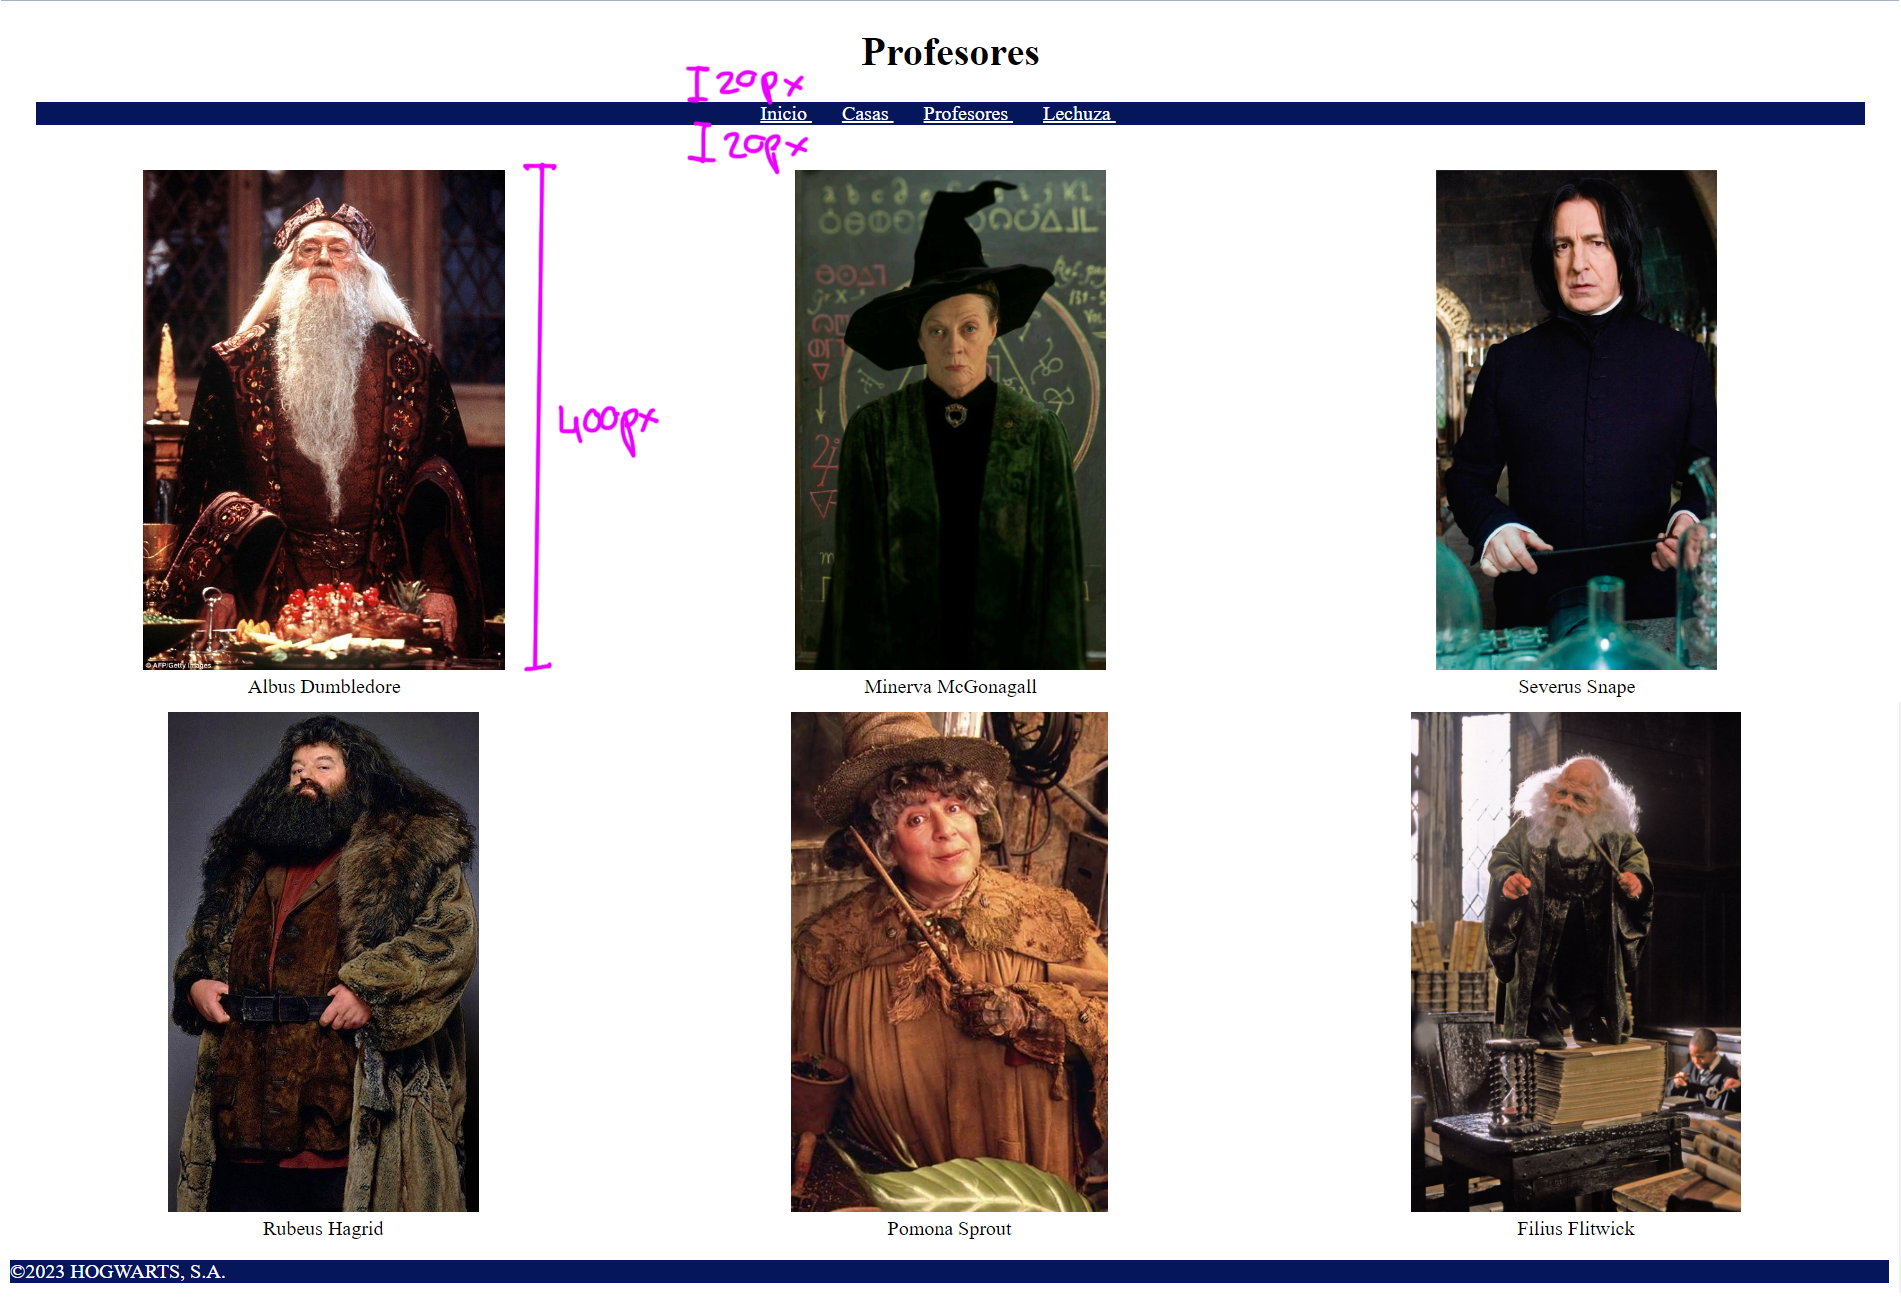 Profesores
20px
Inicio Casas Profesores Lechuza
20px
400px
© AFP/Getty Images
Albus Dumbledore Minerva McGonagall Severus Snape
Rubeus Hagrid Pomona Sprout Filius Flitwick
©2023 HOGWARTS, S.A.